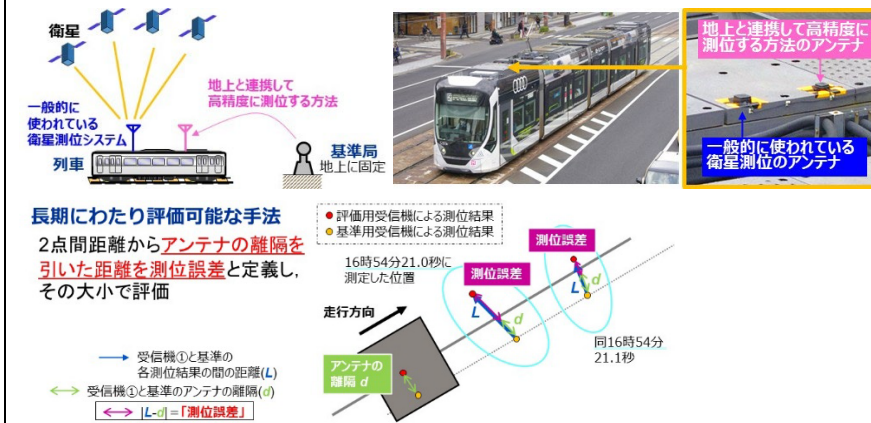 衛星
一般的に
使われている
衛星測位システム
地上と連携して
高精度に測位する方法
列車
基準局
地上に固定
地上と連携して高精度に
測位する方法のアンテナ
一般的に使われている
衛星測位のアンテナ
長期にわたり評価可能な手法
2点間距離からアンテナの離隔を
引いた距離を測位誤差と定義し,
その大小で評価
● 評価用受信機による測位結果
● 基準用受信機による測位結果
16時54分21.0秒に
測定した位置
測位誤差
測位誤差
L
d
L
d
走行方向
同16時54分
21.1秒
アンテナの
離隔 d
受信機①と基準の
各測位結果の間の距離(L)
受信機①と基準のアンテナの離隔(d)
|L-d|=「測位誤差」